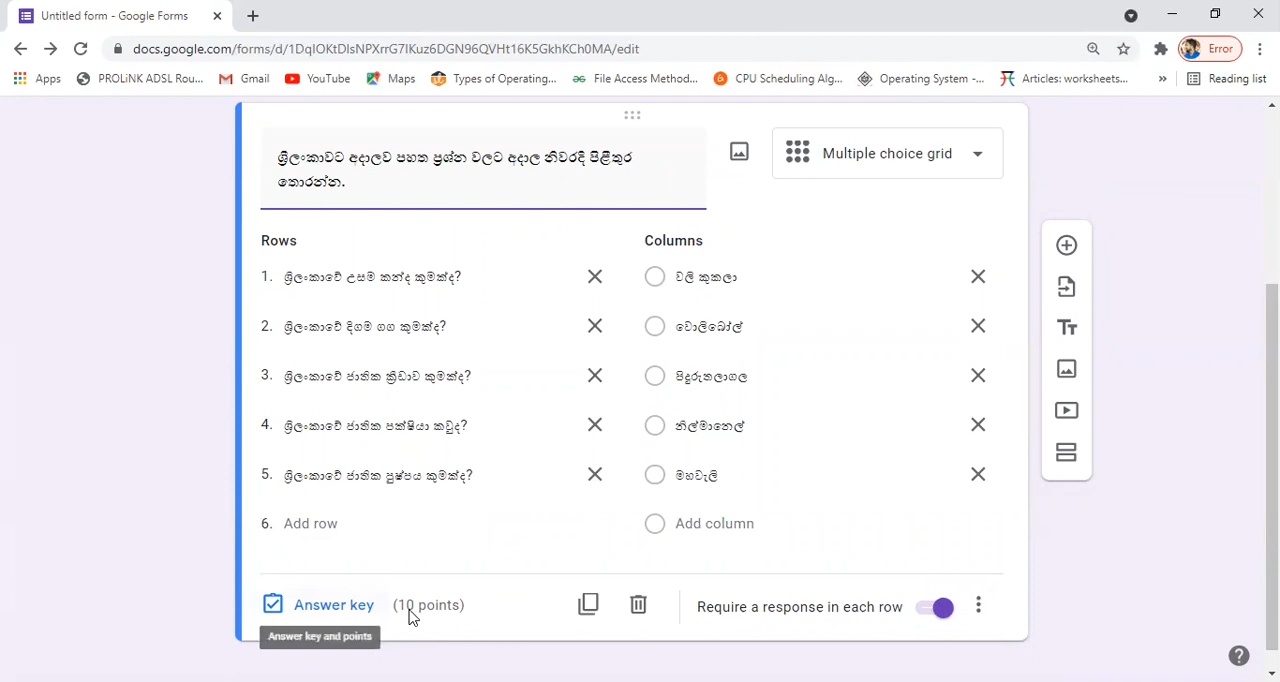 Untitled form - Google Forms
docs.google.com/forms/d/1DqIOKtDIsNPXrrG7IKuz6DGN96QVHt16K5GkhKCh0MA/edit
Error
Apps
PROLiNK ADSL Rou...
Gmail
YouTube
Maps
Types of Operating...
File Access Method...
CPU Scheduling Alg...
Operating System -...
Articles: worksheets...
»
Reading list
ශ්‍රීලංකාවට අදාලව පහත ප්‍රශ්න වලට අදාල නිවරදි පිළිතුර
තොරන්න.
Multiple choice grid
Rows
Columns
1. ශ්‍රිලංකාවේ උසම කන්ද කුමක්ද?
වලි කුකලා
2. ශ්‍රිලංකාවේ දිගම ගග කුමක්ද?
වොලිබෝල්
3. ශ්‍රිලංකාවේ ජාතික ක්‍රීඩාව කුමක්ද?
පිදුරුතලාගල
4. ශ්‍රිලංකාවේ ජාතික පක්ෂියා කවුද?
නිල්මානෙල්
5. ශ්‍රිලංකාවේ ජාතික පුෂ්පය කුමක්ද?
මහවැලි
6. Add row
Add column
Answer key (10 points)
Require a response in each row
Answer key and points